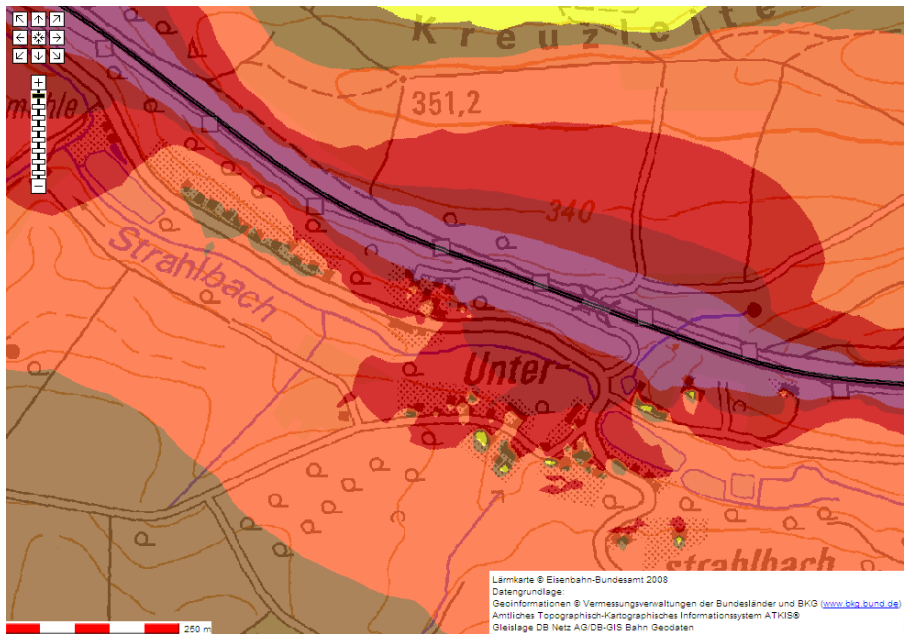 Kreuzleite
mühle
351,2
340
Strahlbach
P
Unter-
strahlbach
250 m
Lärmkarte © Eisenbahn-Bundesamt 2008
Datengrundlage:
Geoinformationen © Vermessungsverwaltungen der Bundesländer und BKG (www.bkg.bund.de)
Amtliches Topographisch-Kartographisches Informationssystem ATKIS®
Gleislage DB Netz AG/DB-GIS Bahn Geodaten